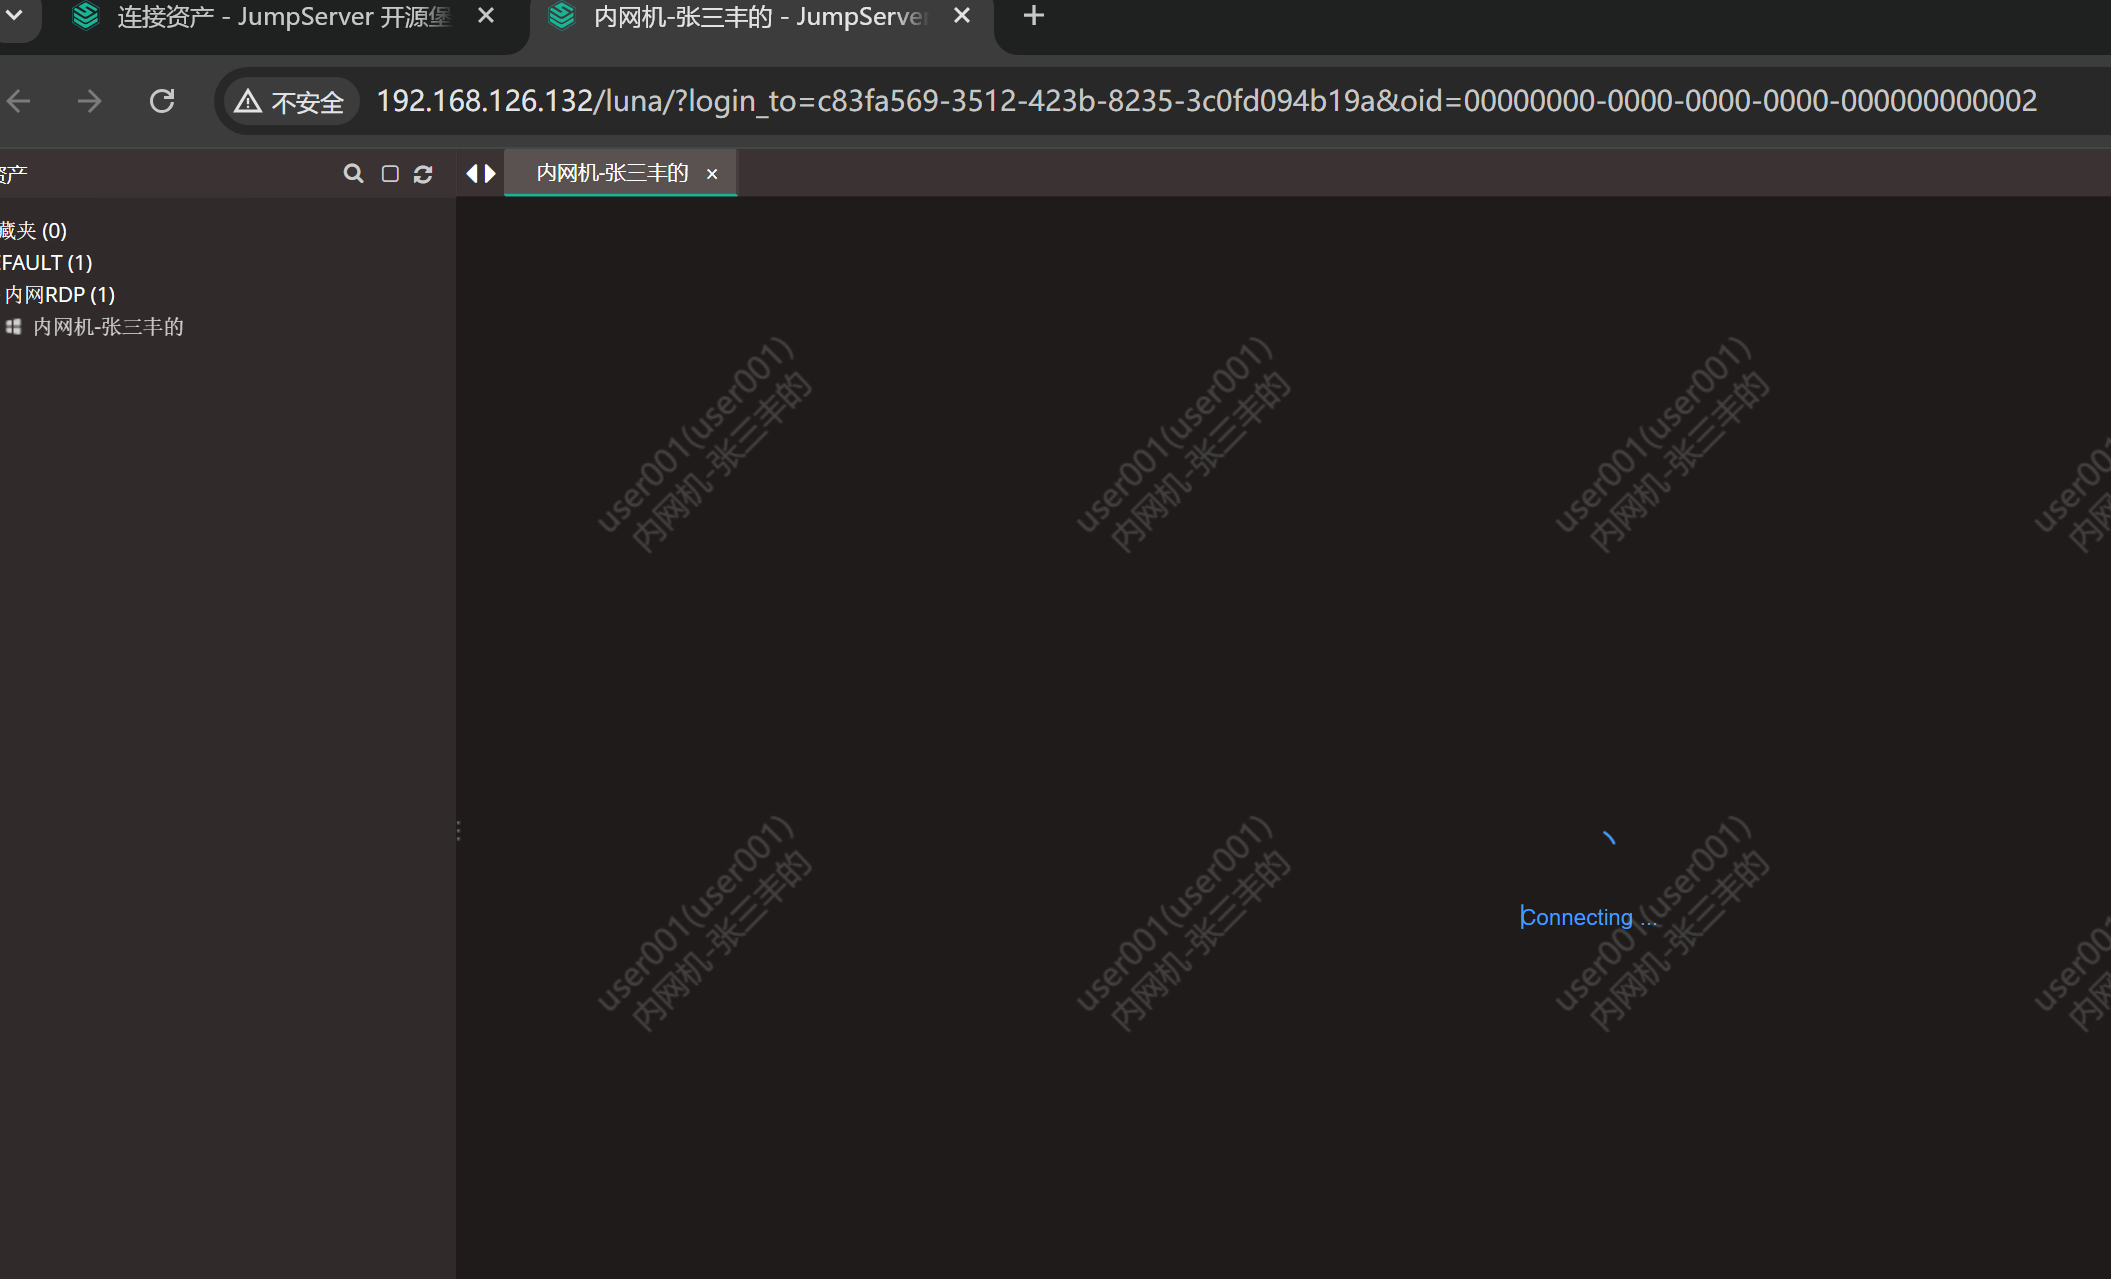 连接资产 - JumpServer 开源堡
内网机-张三丰的 - JumpServer
不安全
192.168.126.132/luna/?login_to=c83fa569-3512-423b-8235-3c0fd094b19a&oid=00000000-0000-0000-0000-000000000002
资产
内网机-张三丰的
藏夹 (0)
EFAULT (1)
内网RDP (1)
内网机-张三丰的
user001(user001)
内网机-张三丰的
user001(user001)
内网机-张三丰的
user001(user001)
内网机-张三丰的
user001
内网
Connecting ...
user001(user001)
内网机-张三丰的
user001(user001)
内网机-张三丰的
user001(user001)
内网机-张三丰的
user001
内网